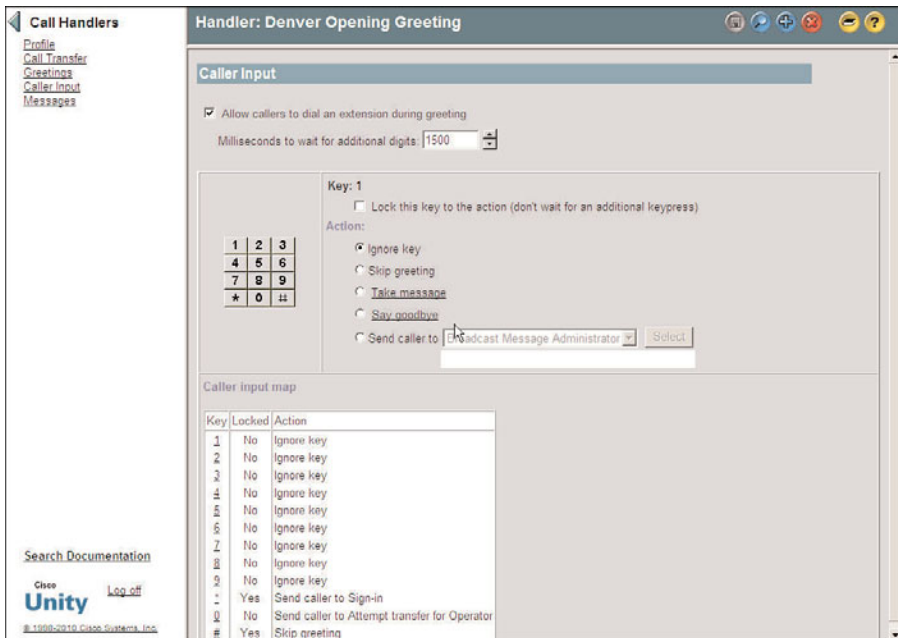 Call Handlers
Profile
Call Transfer
Greetings
Caller Input
Messages
Search Documentation
Cisco
Unity
Log off
© 1998-2010 Cisco Systems, Inc.
Handler: Denver Opening Greeting
?
Caller Input
Allow callers to dial an extension during greeting
Milliseconds to wait for additional digits: 1500
1 2 3
4 5 6
7 8 9
* 0 #
Key: 1
Lock this key to the action (don't wait for an additional keypress)
Action:
Ignore key
Skip greeting
Take message
Say goodbye
Send caller to Broadcast Message Administrator Select
Caller input map
Key Locked Action
1 No Ignore key
2 No Ignore key
3 No Ignore key
4 No Ignore key
5 No Ignore key
6 No Ignore key
7 No Ignore key
8 No Ignore key
9 No Ignore key
* Yes Send caller to Sign-in
0 No Send caller to Attempt transfer for Operator
# Yes Skip greeting